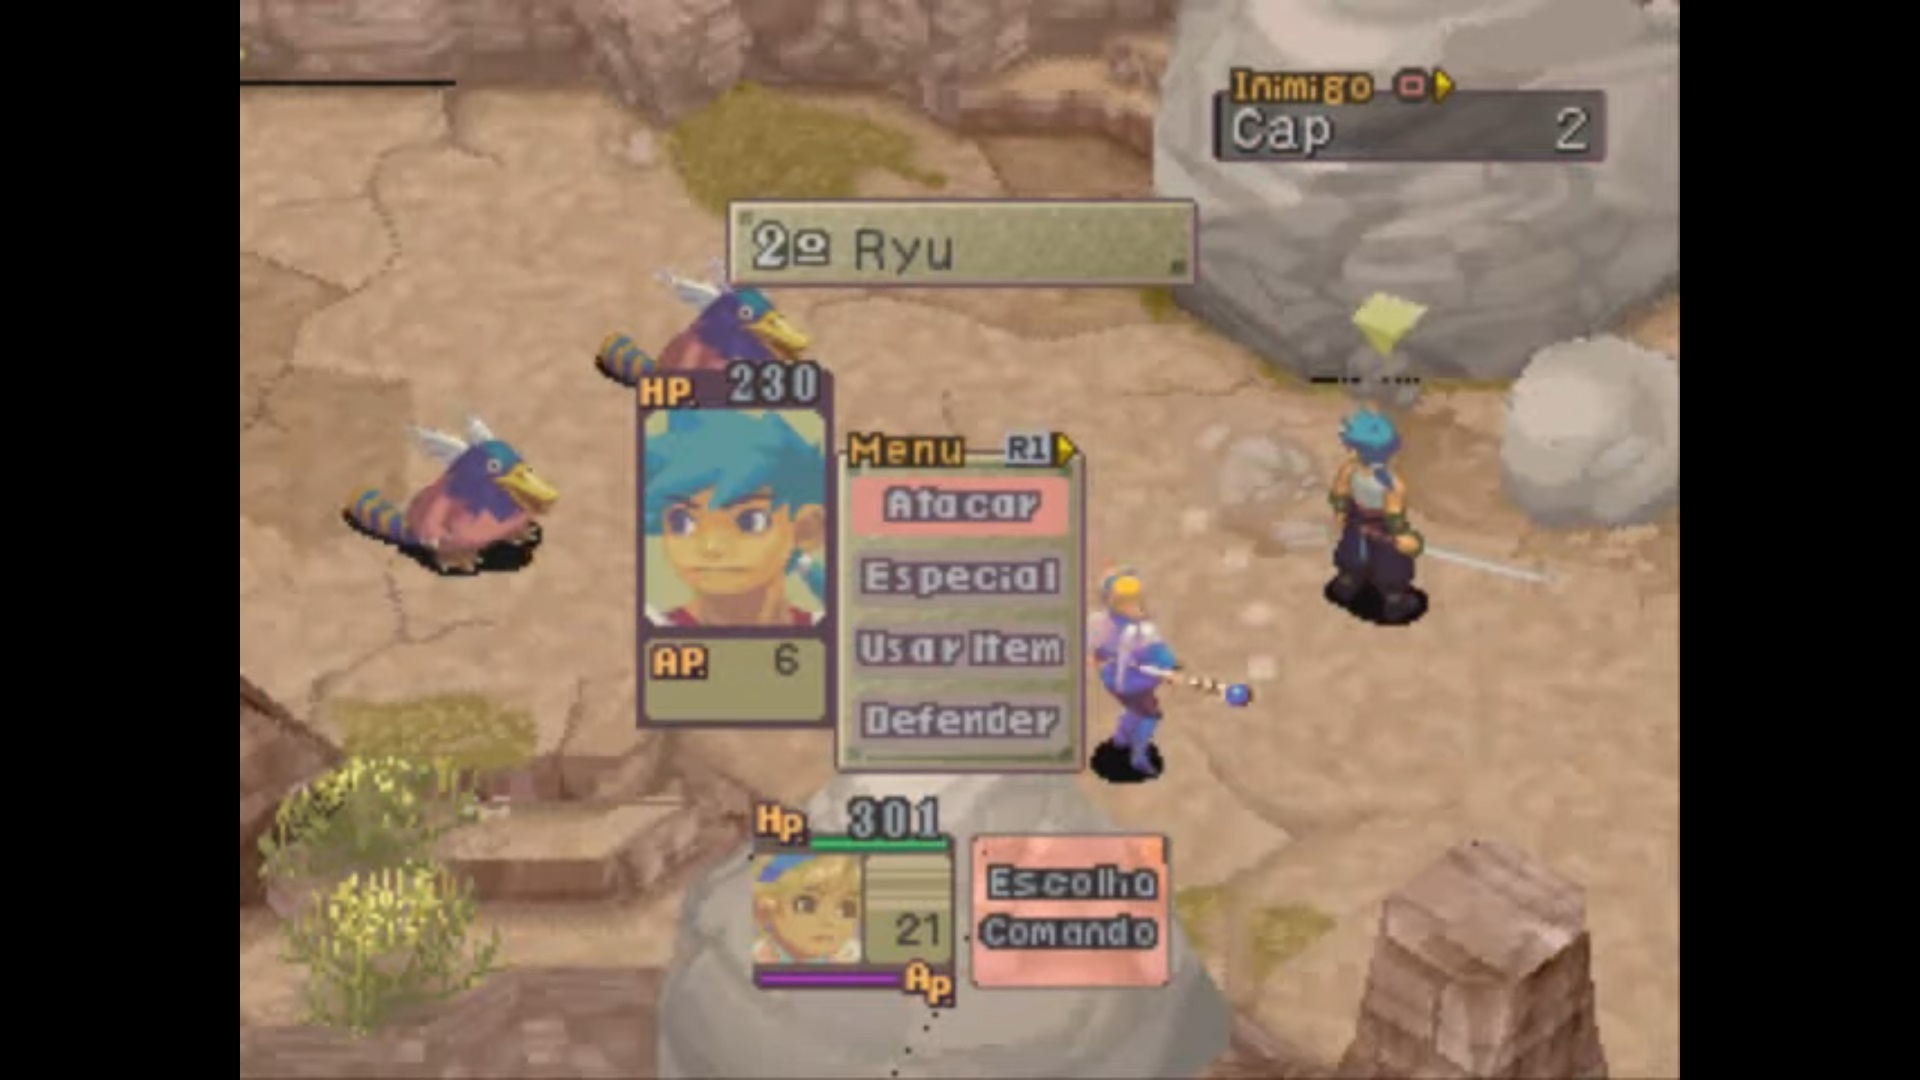 Inimigo
Cap 2
2º Ryu
HP. 230
Menu R1
Atacar
Especial
Usar Item
Defender
AP. 6
Hp. 301
21
Ap.
Escolha
Comando